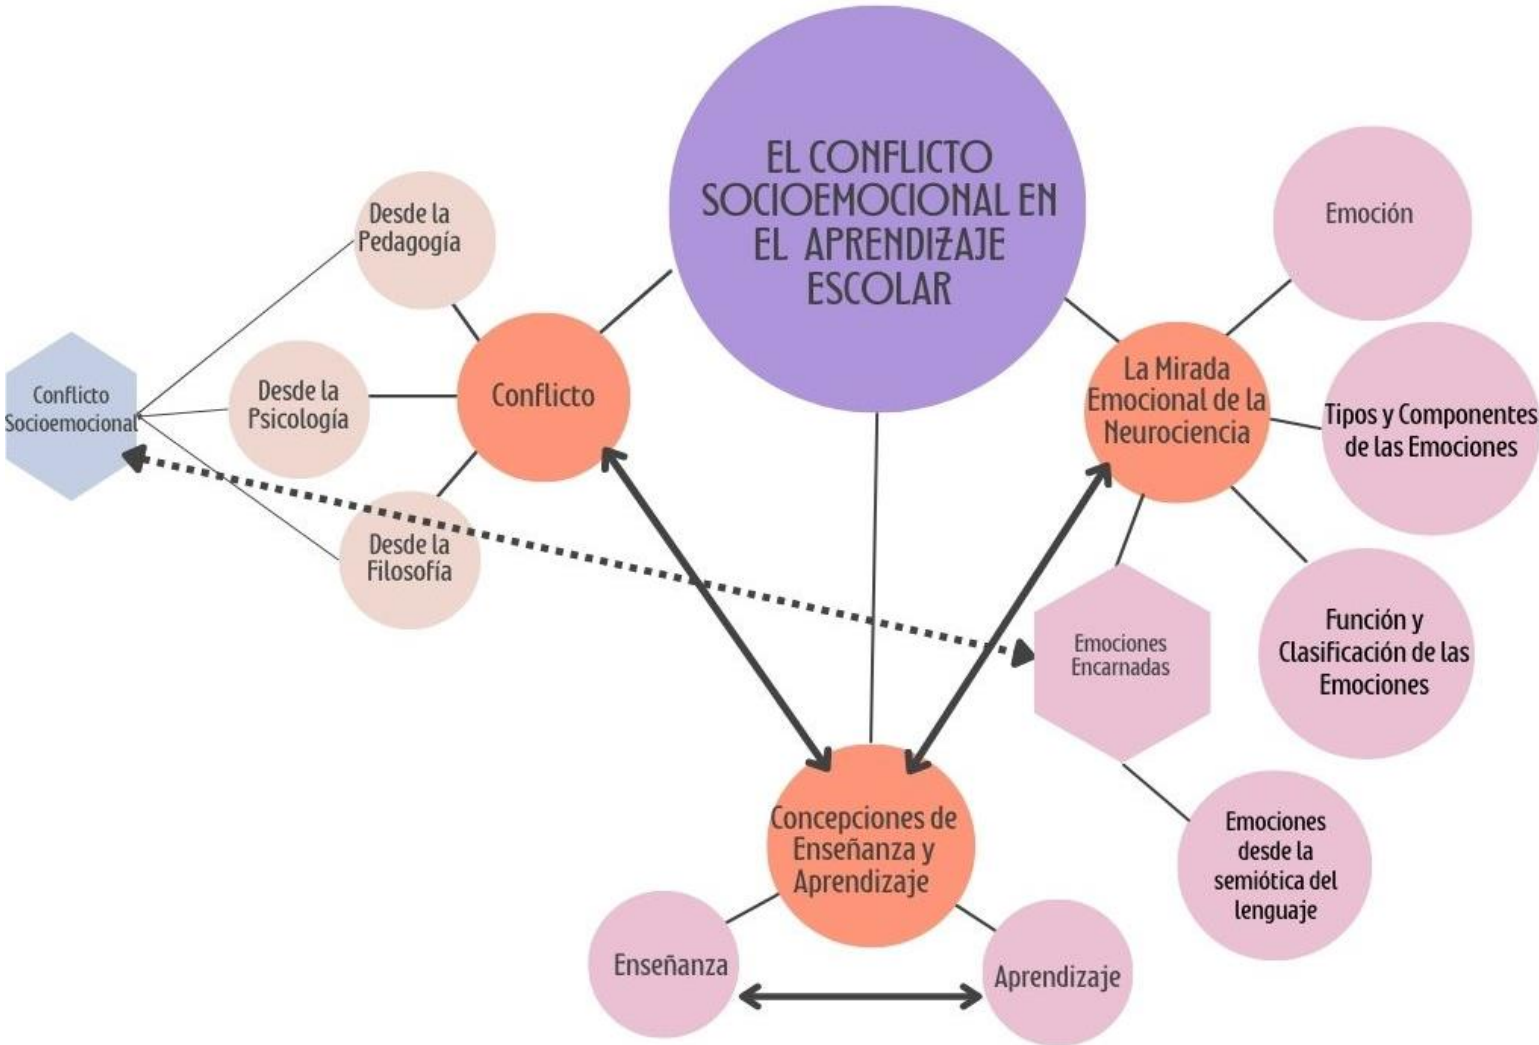 EL CONFLICTO
SOCIOEMOCIONAL EN
EL APRENDIZAJE
ESCOLAR
Desde la
Pedagogía
Conflicto
Socioemocional
Desde la
Psicología
Conflicto
Desde la
Filosofía
La Mirada
Emocional de la
Neurociencia
Emoción
Tipos y Componentes
de las Emociones
Función y
Clasificación de las
Emociones
Emociones
Encarnadas
Emociones
desde la
semiótica del
lenguaje
Concepciones de
Enseñanza y
Aprendizaje
Enseñanza
Aprendizaje